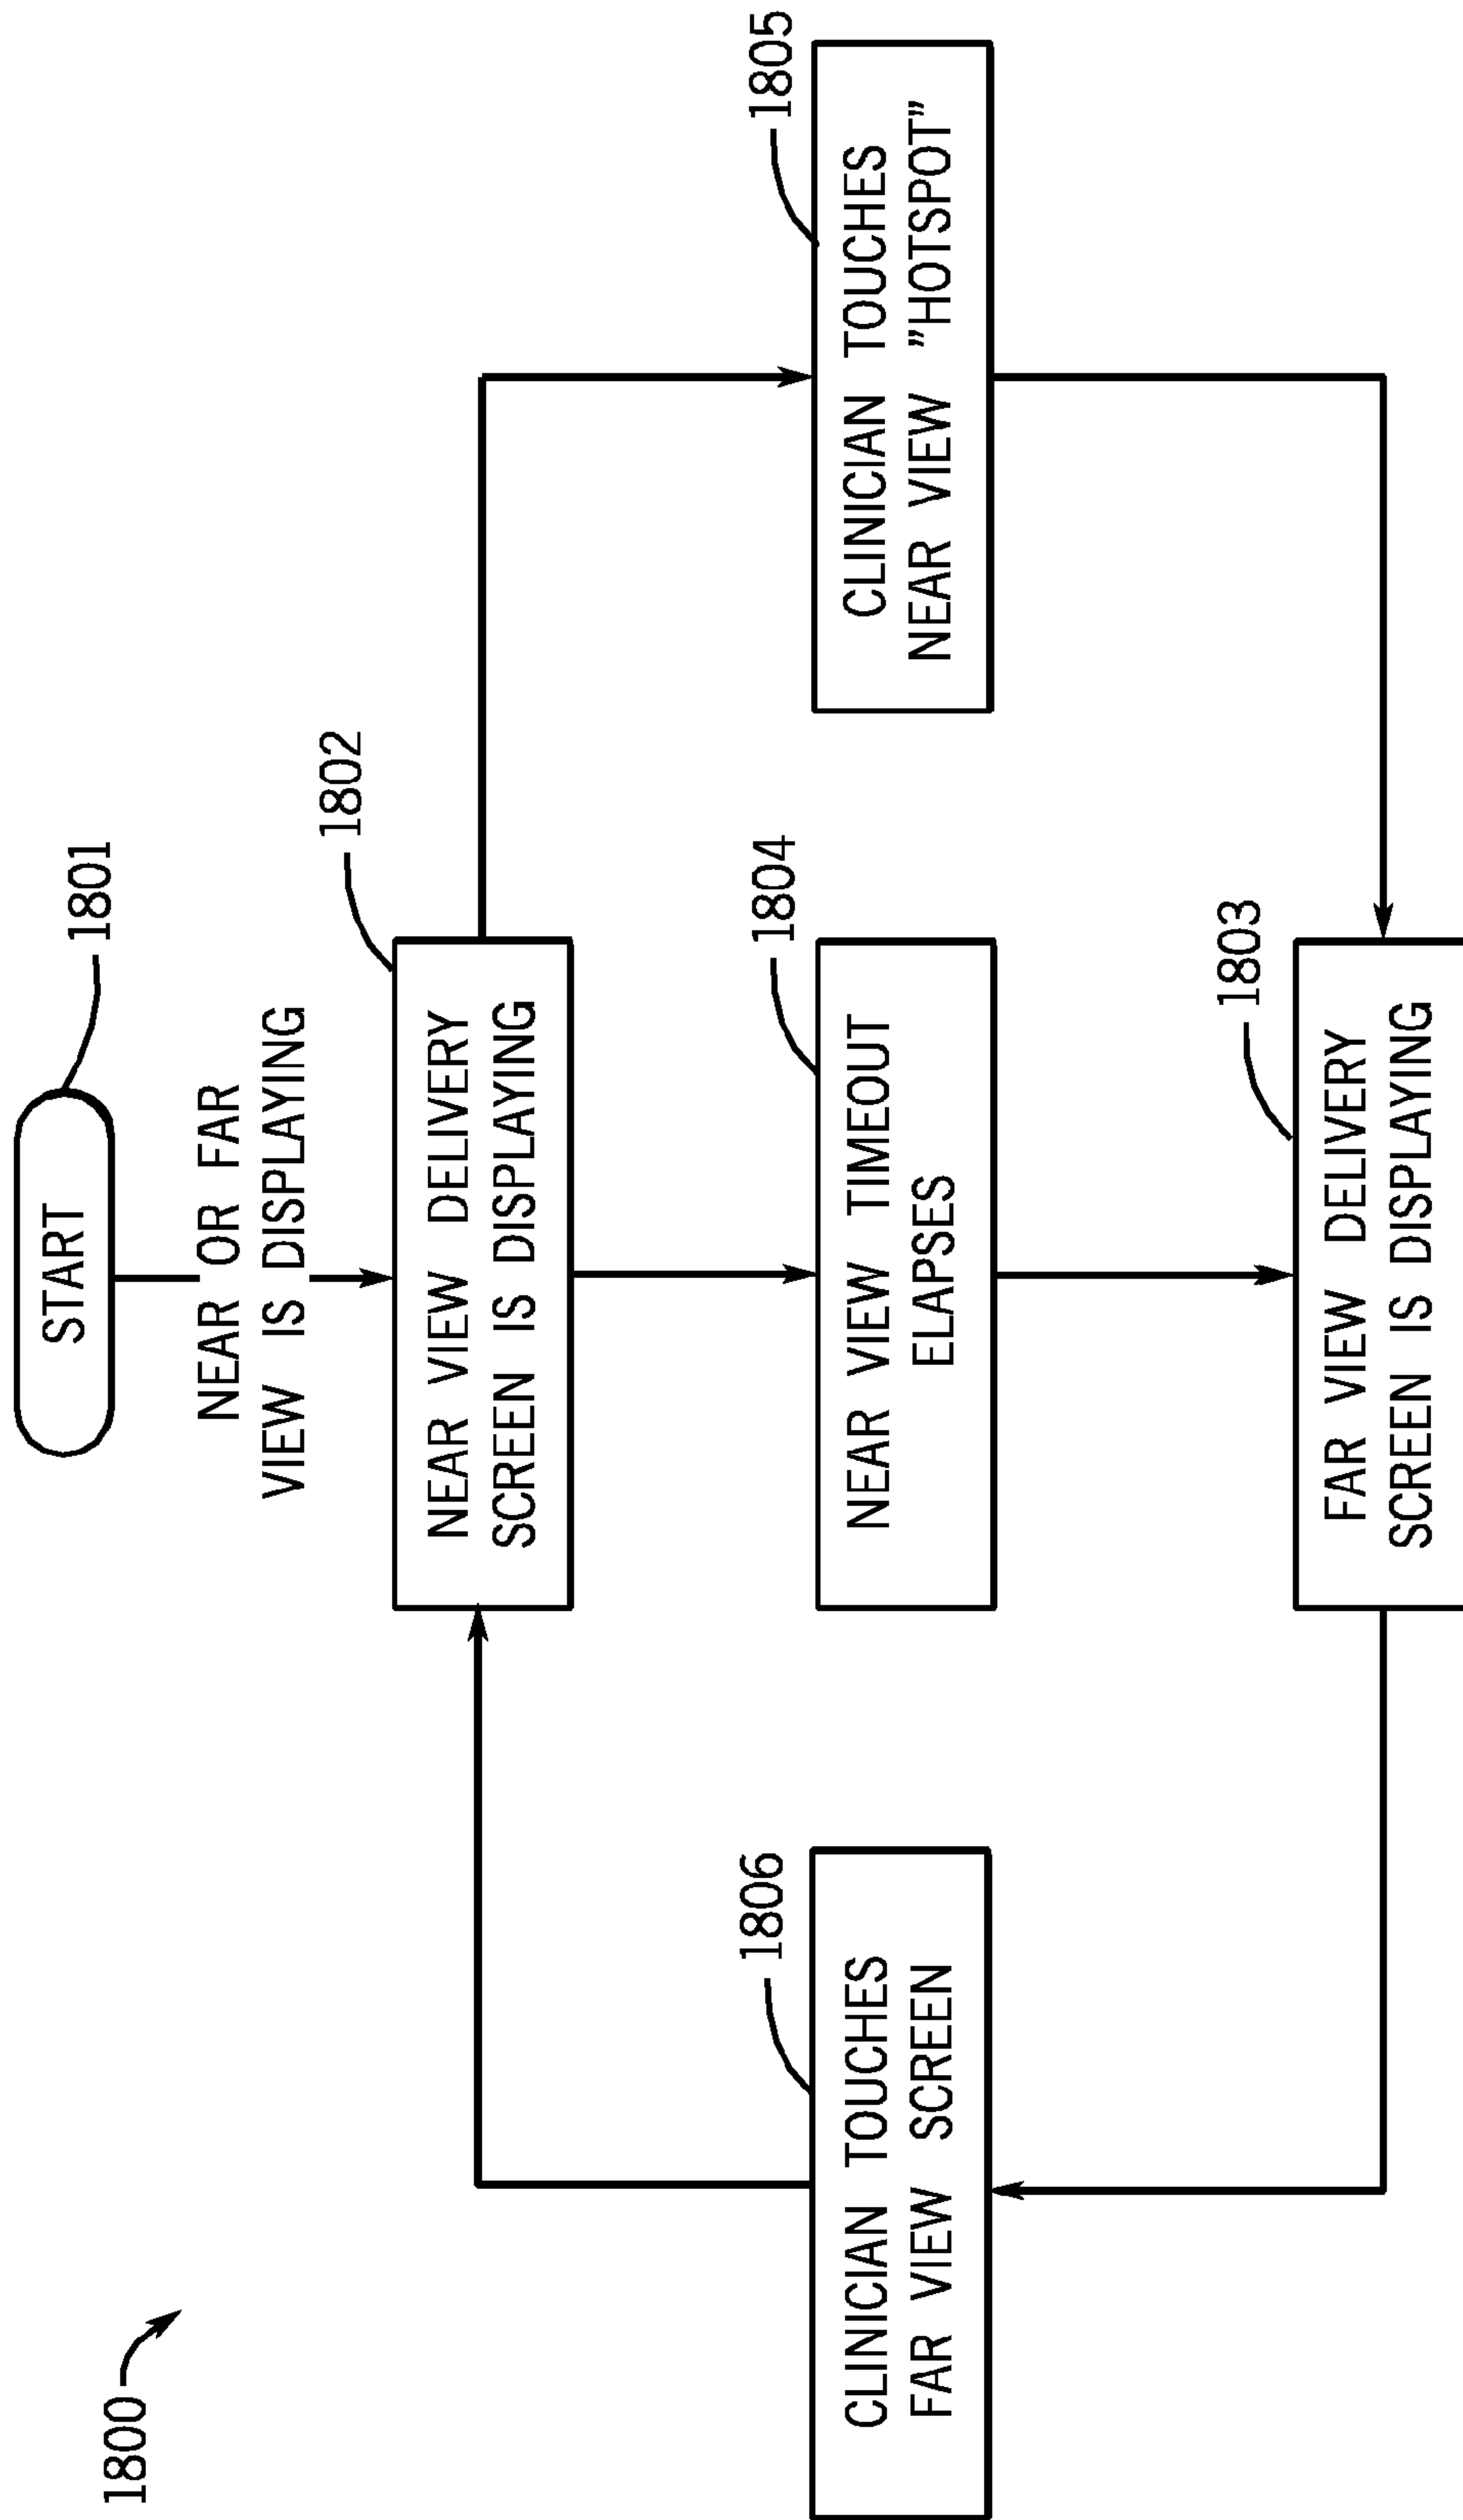 1800
START
1801
NEAR OR FAR
VIEW IS DISPLAYING
1802
NEAR VIEW DELIVERY
SCREEN IS DISPLAYING
1806
CLINICIAN TOUCHES
FAR VIEW SCREEN
1804
NEAR VIEW TIMEOUT
ELAPSES
1805
CLINICIAN TOUCHES
NEAR VIEW "HOTSPOT"
1803
FAR VIEW DELIVERY
SCREEN IS DISPLAYING